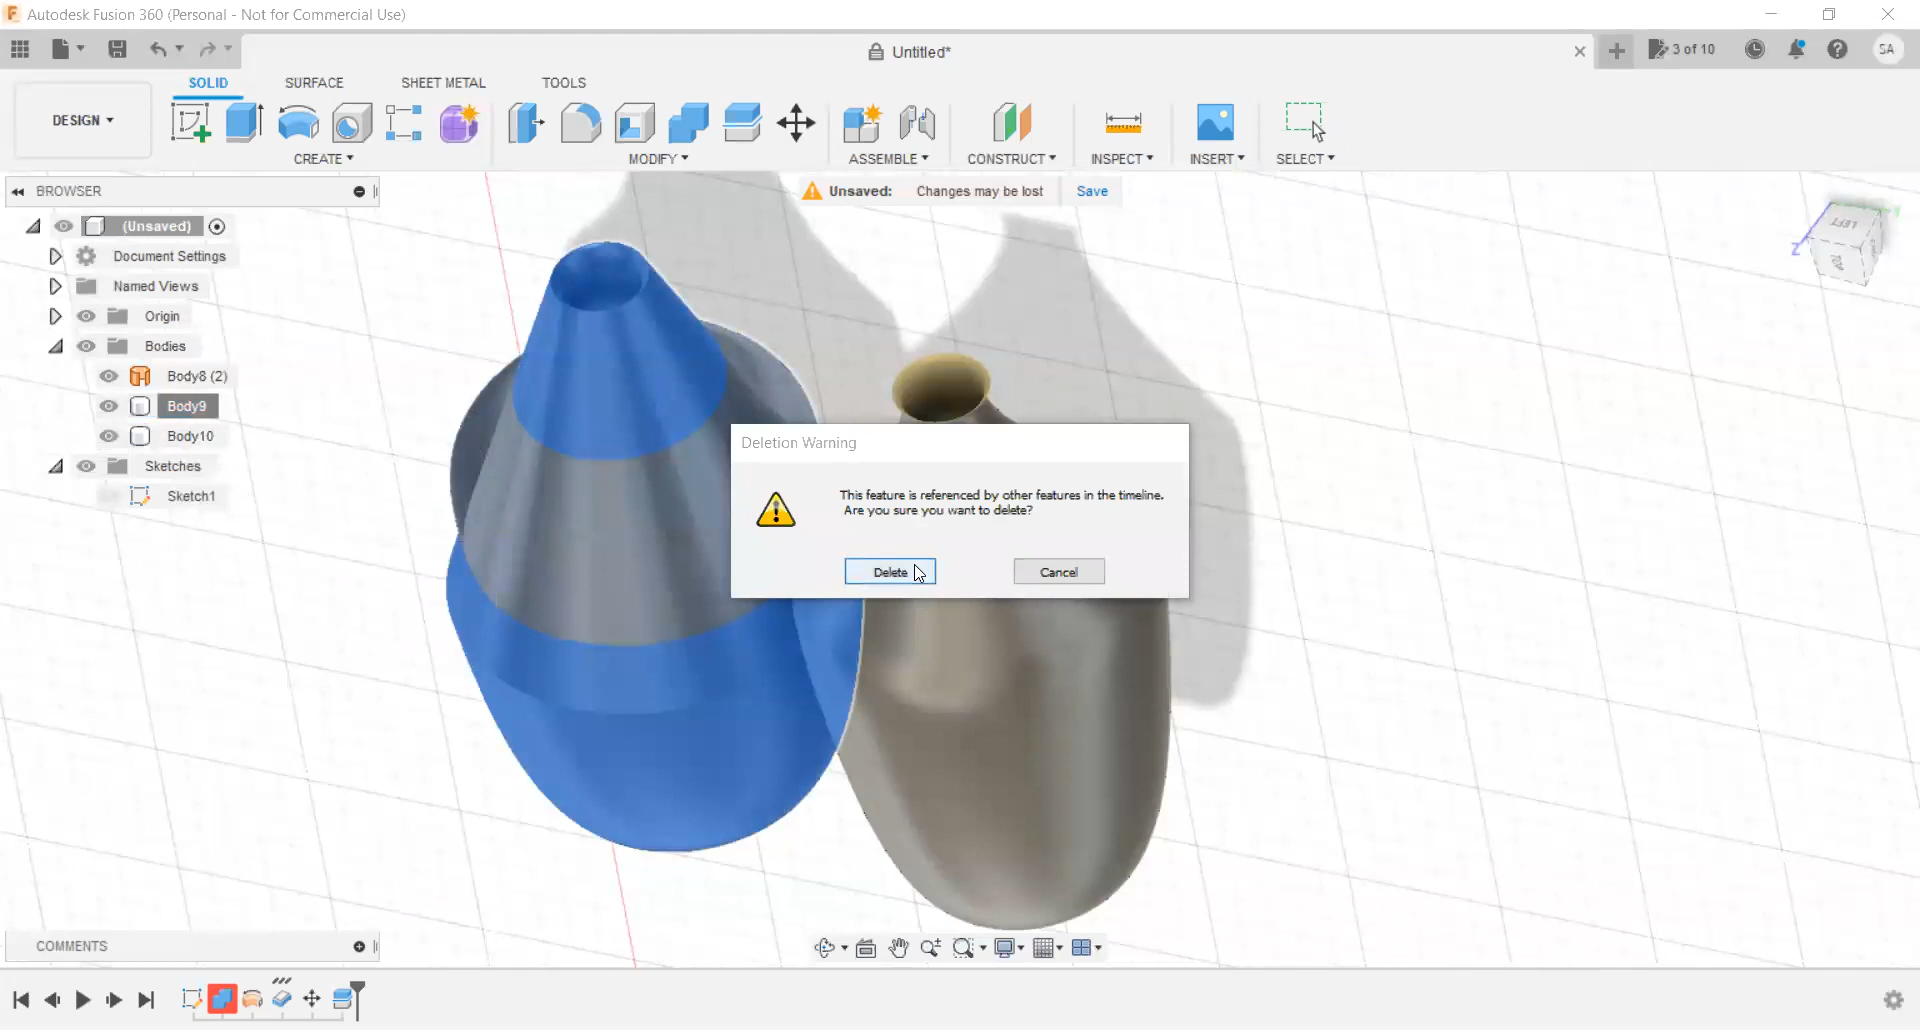 Autodesk Fusion 360 (Personal - Not for Commercial Use)
Untitled*
3 of 10
SA
DESIGN
SOLID
SURFACE
SHEET METAL
TOOLS
CREATE
MODIFY
ASSEMBLE
CONSTRUCT
INSPECT
INSERT
SELECT
BROWSER
Unsaved: Changes may be lost Save
(Unsaved)
Document Settings
Named Views
Origin
Bodies
Body8 (2)
Body9
Body10
Sketches
Sketch1
LEFT
Z
Deletion Warning
This feature is referenced by other features in the timeline.
Are you sure you want to delete?
Delete
Cancel
COMMENTS